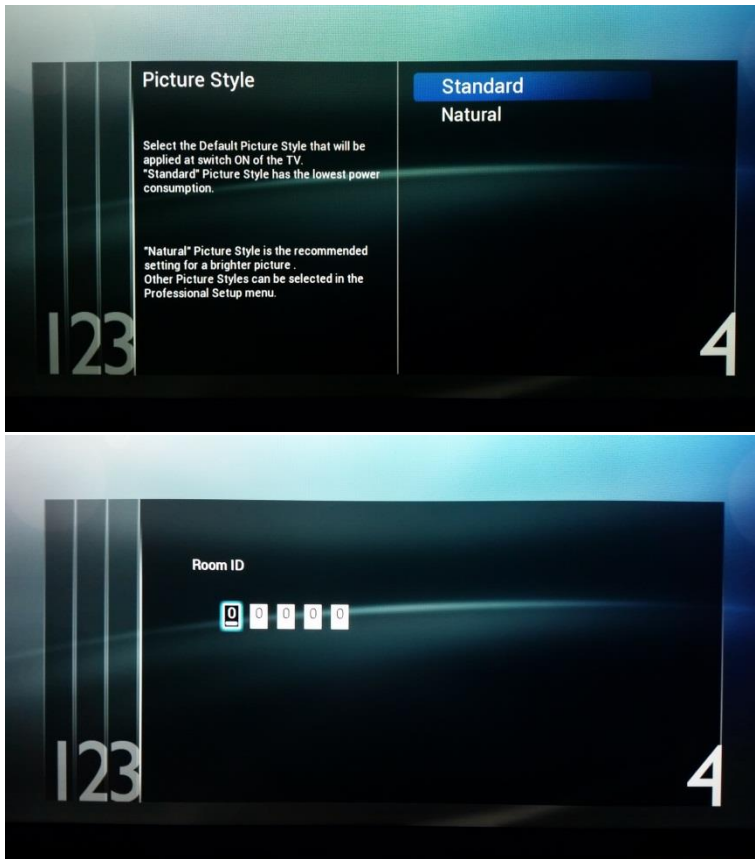 Picture Style
Standard
Natural
Select the Default Picture Style that will be
applied at switch ON of the TV.
"Standard" Picture Style has the lowest power
consumption.
"Natural" Picture Style is the recommended
setting for a brighter picture .
Other Picture Styles can be selected in the
Professional Setup menu.
123
4
Room ID
0 0 0 0 0
123
4